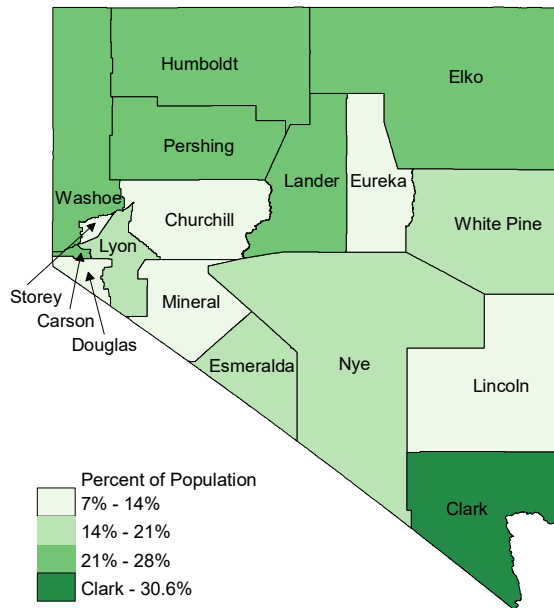 Humboldt
Elko
Pershing
Washoe
Lander
Eureka
Churchill
White Pine
Lyon
Storey
Carson
Douglas
Mineral
Esmeralda
Nye
Lincoln
Clark
Percent of Population
7% - 14%
14% - 21%
21% - 28%
Clark - 30.6%